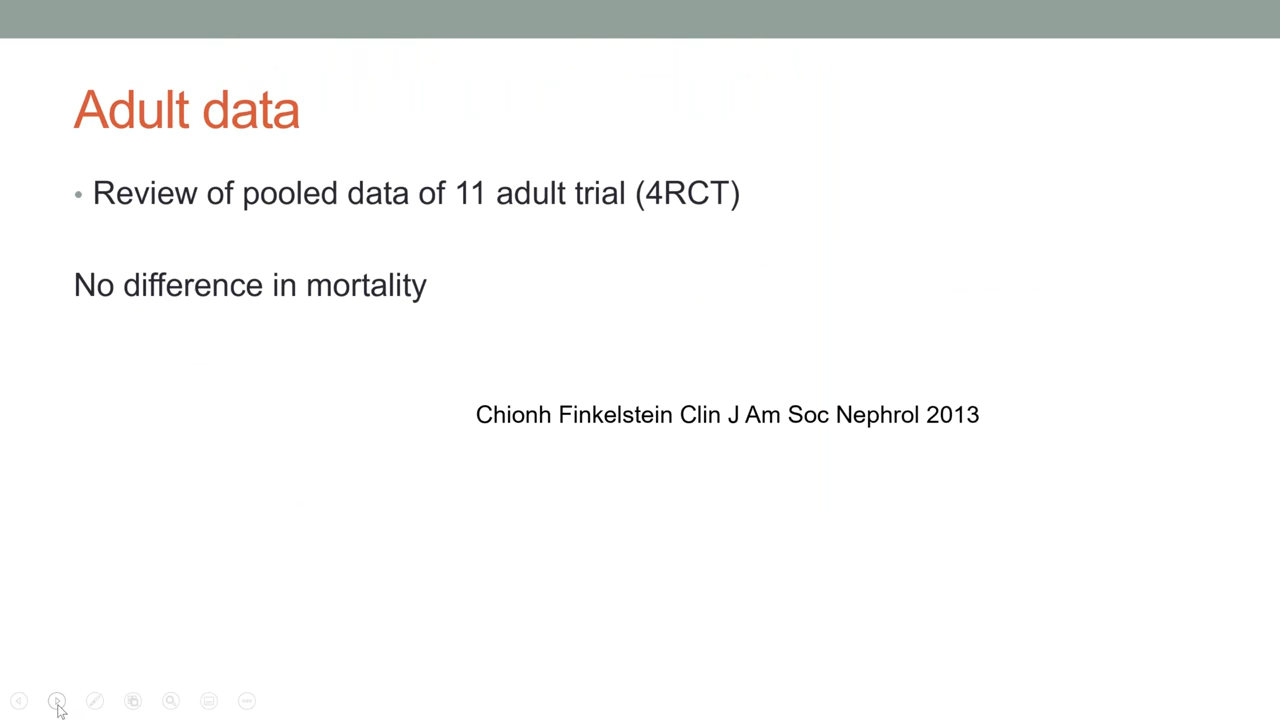 Adult data
• Review of pooled data of 11 adult trial (4RCT)
No difference in mortality
Chionh Finkelstein Clin J Am Soc Nephrol 2013